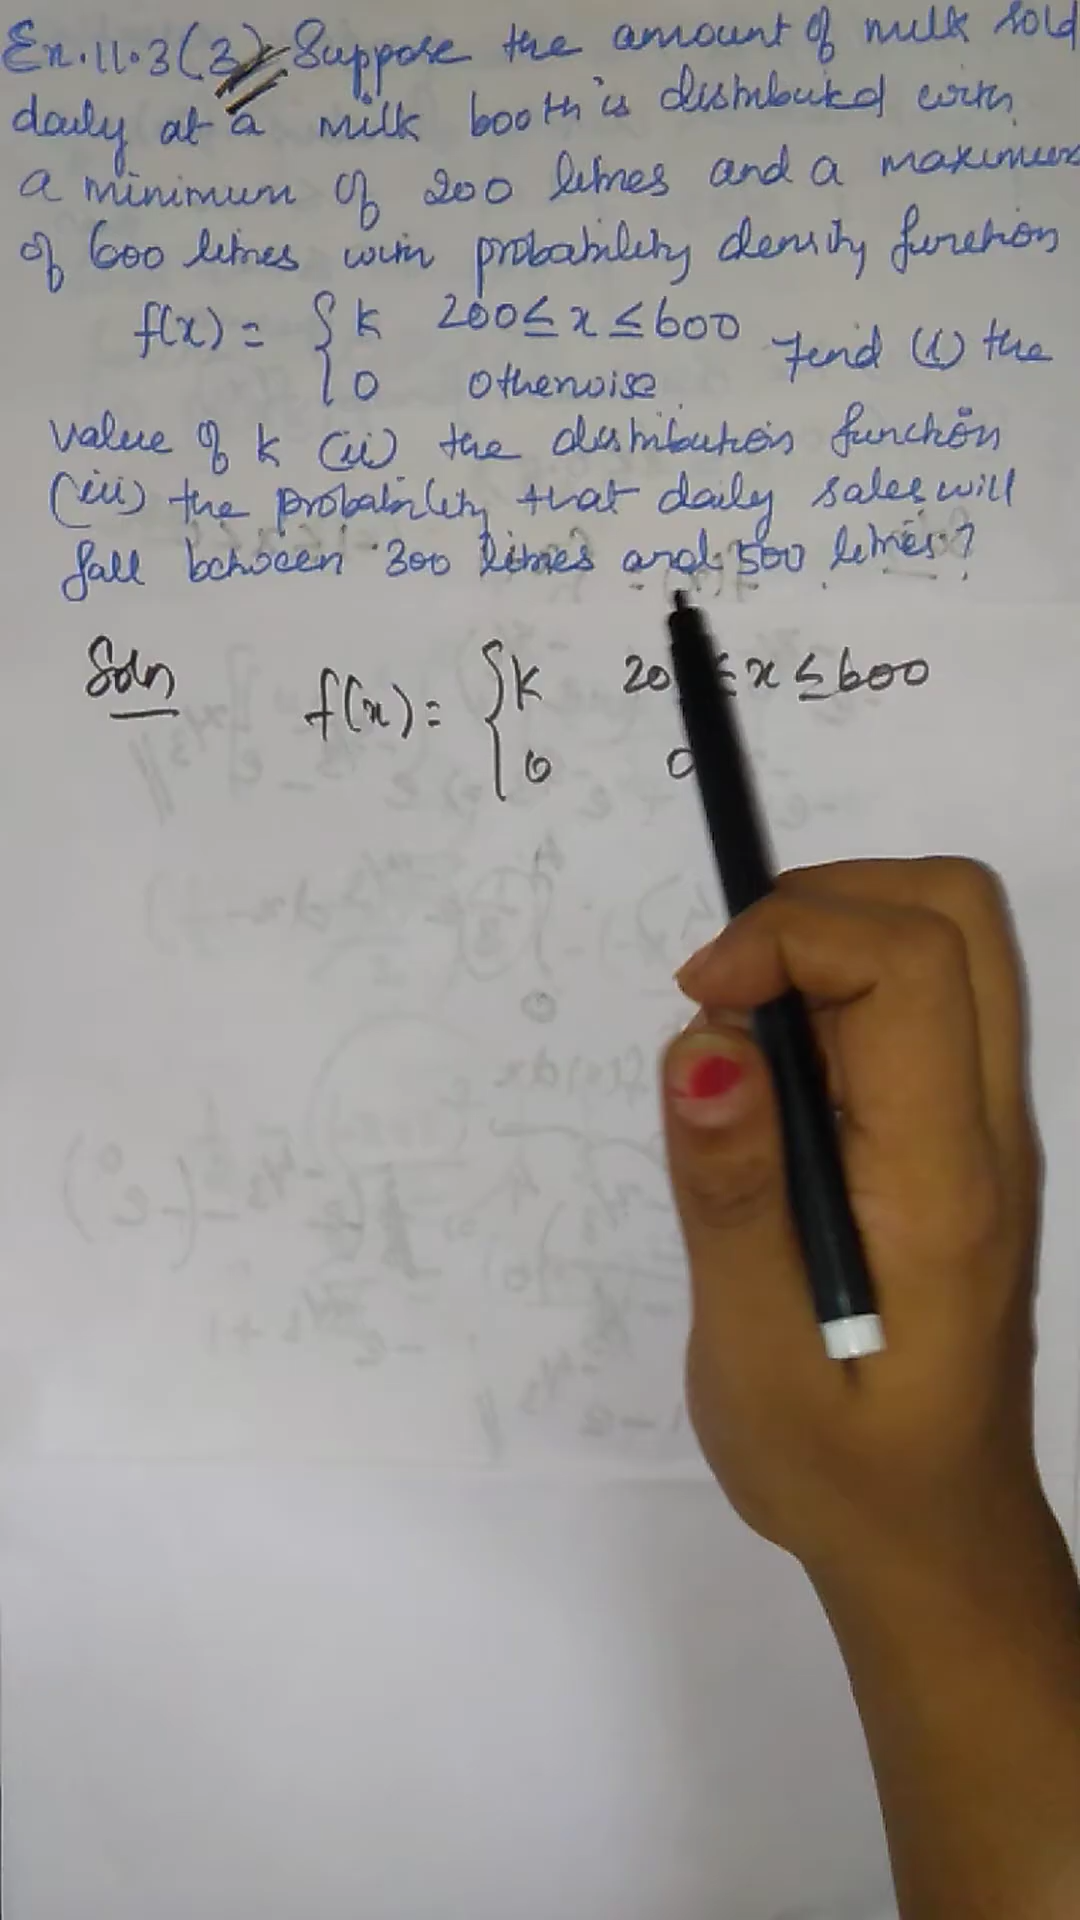 Ex.11.3(3) Suppose the amount of milk sold
daily at a milk booth is distributed with
a minimum of 200 litres and a maximum
of 600 litres with probability density function
f(x) = { k 200 ≤ x ≤ 600
0 otherwise find (i) the
value of k (ii) the distribution function
(iii) the probability that daily sales will
fall between 300 litres and 500 litres?
Soln f(x) = { k 20 ≤ x ≤ 600
0 0